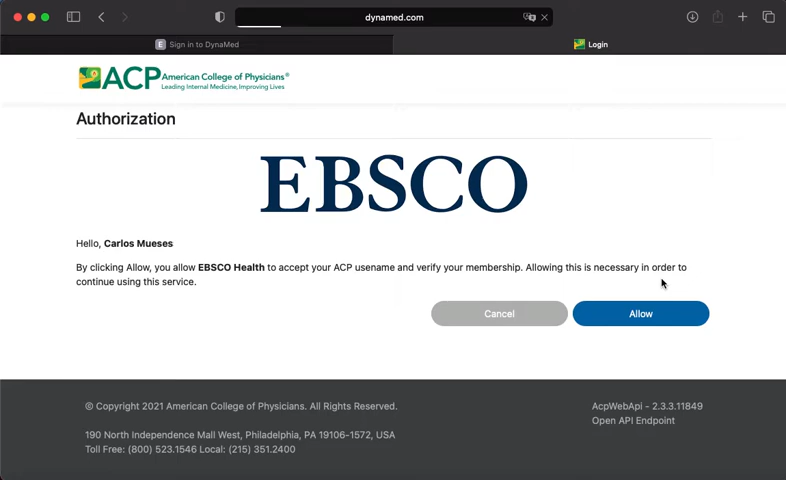 dynamed.com
E Sign in to DynaMed
Login
ACP American College of Physicians®
Leading Internal Medicine, Improving Lives
Authorization
EBSCO
Hello, Carlos Mueses
By clicking Allow, you allow EBSCO Health to accept your ACP usename and verify your membership. Allowing this is necessary in order to
continue using this service.
Cancel
Allow
© Copyright 2021 American College of Physicians. All Rights Reserved.
AcpWebApi - 2.3.3.11849
Open API Endpoint
190 North Independence Mall West, Philadelphia, PA 19106-1572, USA
Toll Free: (800) 523.1546 Local: (215) 351.2400